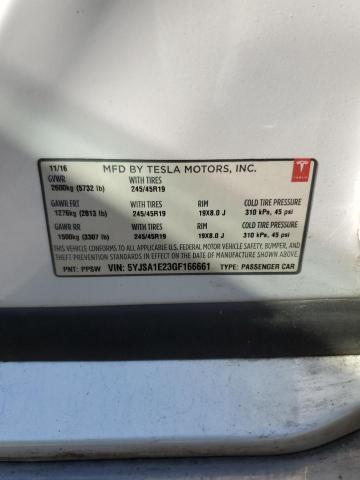 11/16 MFD BY TESLA MOTORS, INC.
GVWR WITH TIRES
2600kg (5732 lb) 245/45R19
TESLA
GAWR FRT WITH TIRES RIM COLD TIRE PRESSURE
1276kg (2813 lb) 245/45R19 19X8.0 J 310 kPa, 45 psi
GAWR RR WITH TIRES RIM COLD TIRE PRESSURE
1500kg (3307 lb) 245/45R19 19X8.0 J 310 kPa, 45 psi
THIS VEHICLE CONFORMS TO ALL APPLICABLE U.S. FEDERAL MOTOR VEHICLE SAFETY, BUMPER, AND
THEFT PREVENTION STANDARDS IN EFFECT ON THE DATE OF MANUFACTURE SHOWN ABOVE.
PNT: PPSW VIN: 5YJSA1E23GF166661 TYPE: PASSENGER CAR